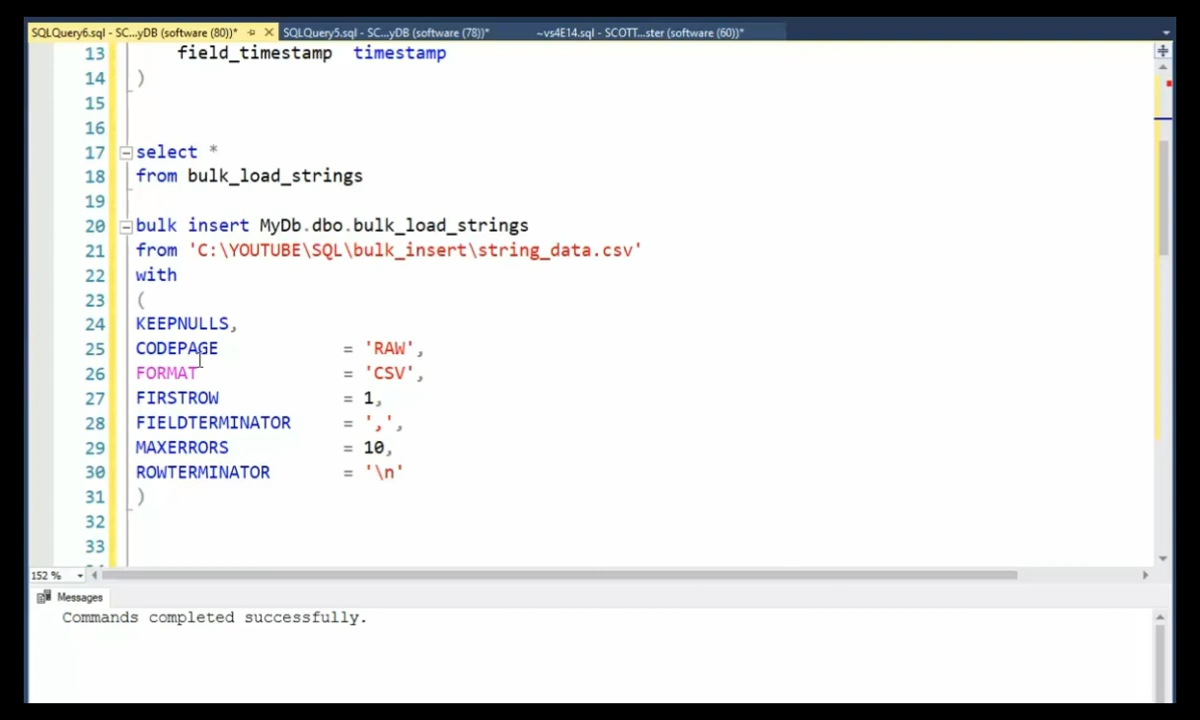 SQLQuery6.sql - SC...yDB (software (80))* SQLQuery5.sql - SC...yDB (software (78))* ~vs4E14.sql - SCOTT...ster (software (60))*
13 field_timestamp timestamp
14 )
15
16
17 select *
18 from bulk_load_strings
19
20 bulk insert MyDb.dbo.bulk_load_strings
21 from 'C:\YOUTUBE\SQL\bulk_insert\string_data.csv'
22 with
23 (
24 KEEPNULLS,
25 CODEPAGE = 'RAW',
26 FORMAT = 'CSV',
27 FIRSTROW = 1,
28 FIELDTERMINATOR = ',',
29 MAXERRORS = 10,
30 ROWTERMINATOR = '\n'
31 )
32
33
152 %
Messages
Commands completed successfully.